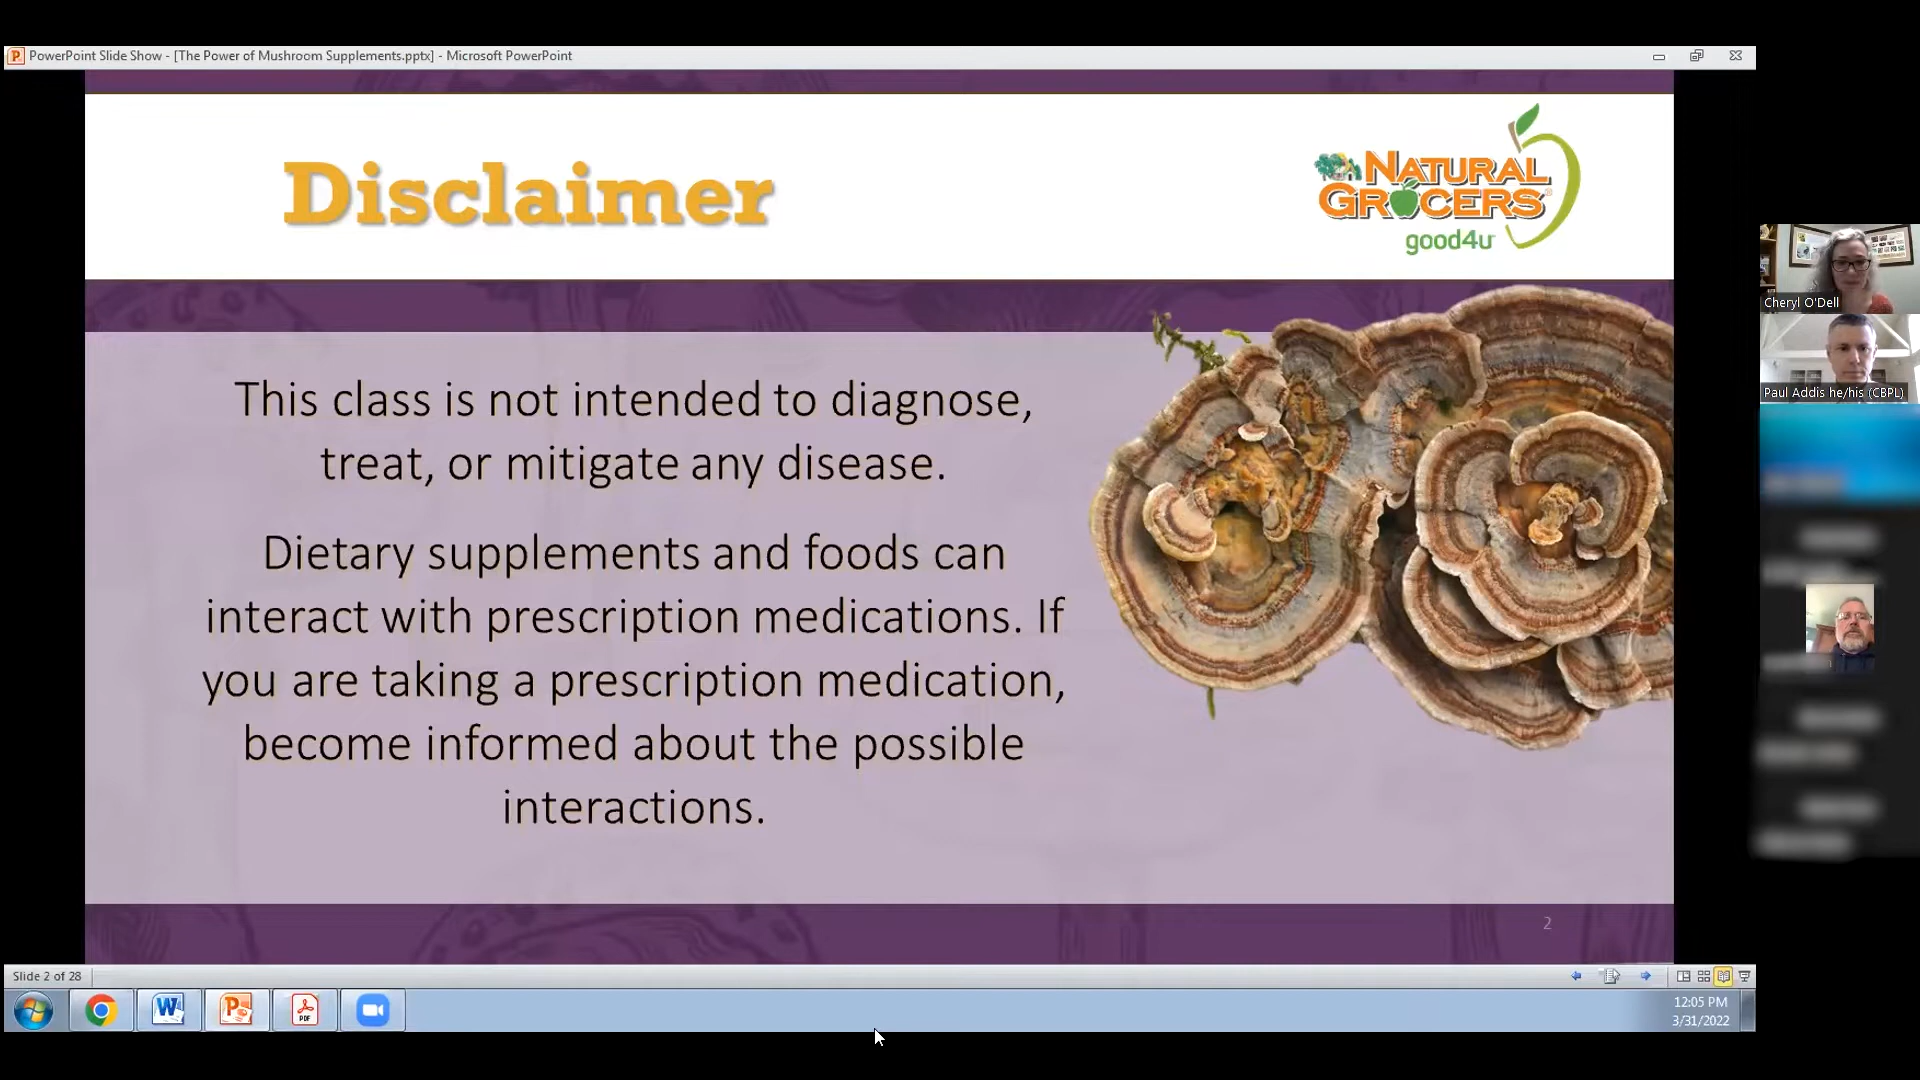 PowerPoint Slide Show - [The Power of Mushroom Supplements.pptx] - Microsoft PowerPoint
Disclaimer
NATURAL
GROCERS
good4u
This class is not intended to diagnose,
treat, or mitigate any disease.
Dietary supplements and foods can
interact with prescription medications. If
you are taking a prescription medication,
become informed about the possible
interactions.
2
Cheryl O'Dell
Paul Addis he/his (CBPL)
Slide 2 of 28
PDF
12:05 PM
3/31/2022